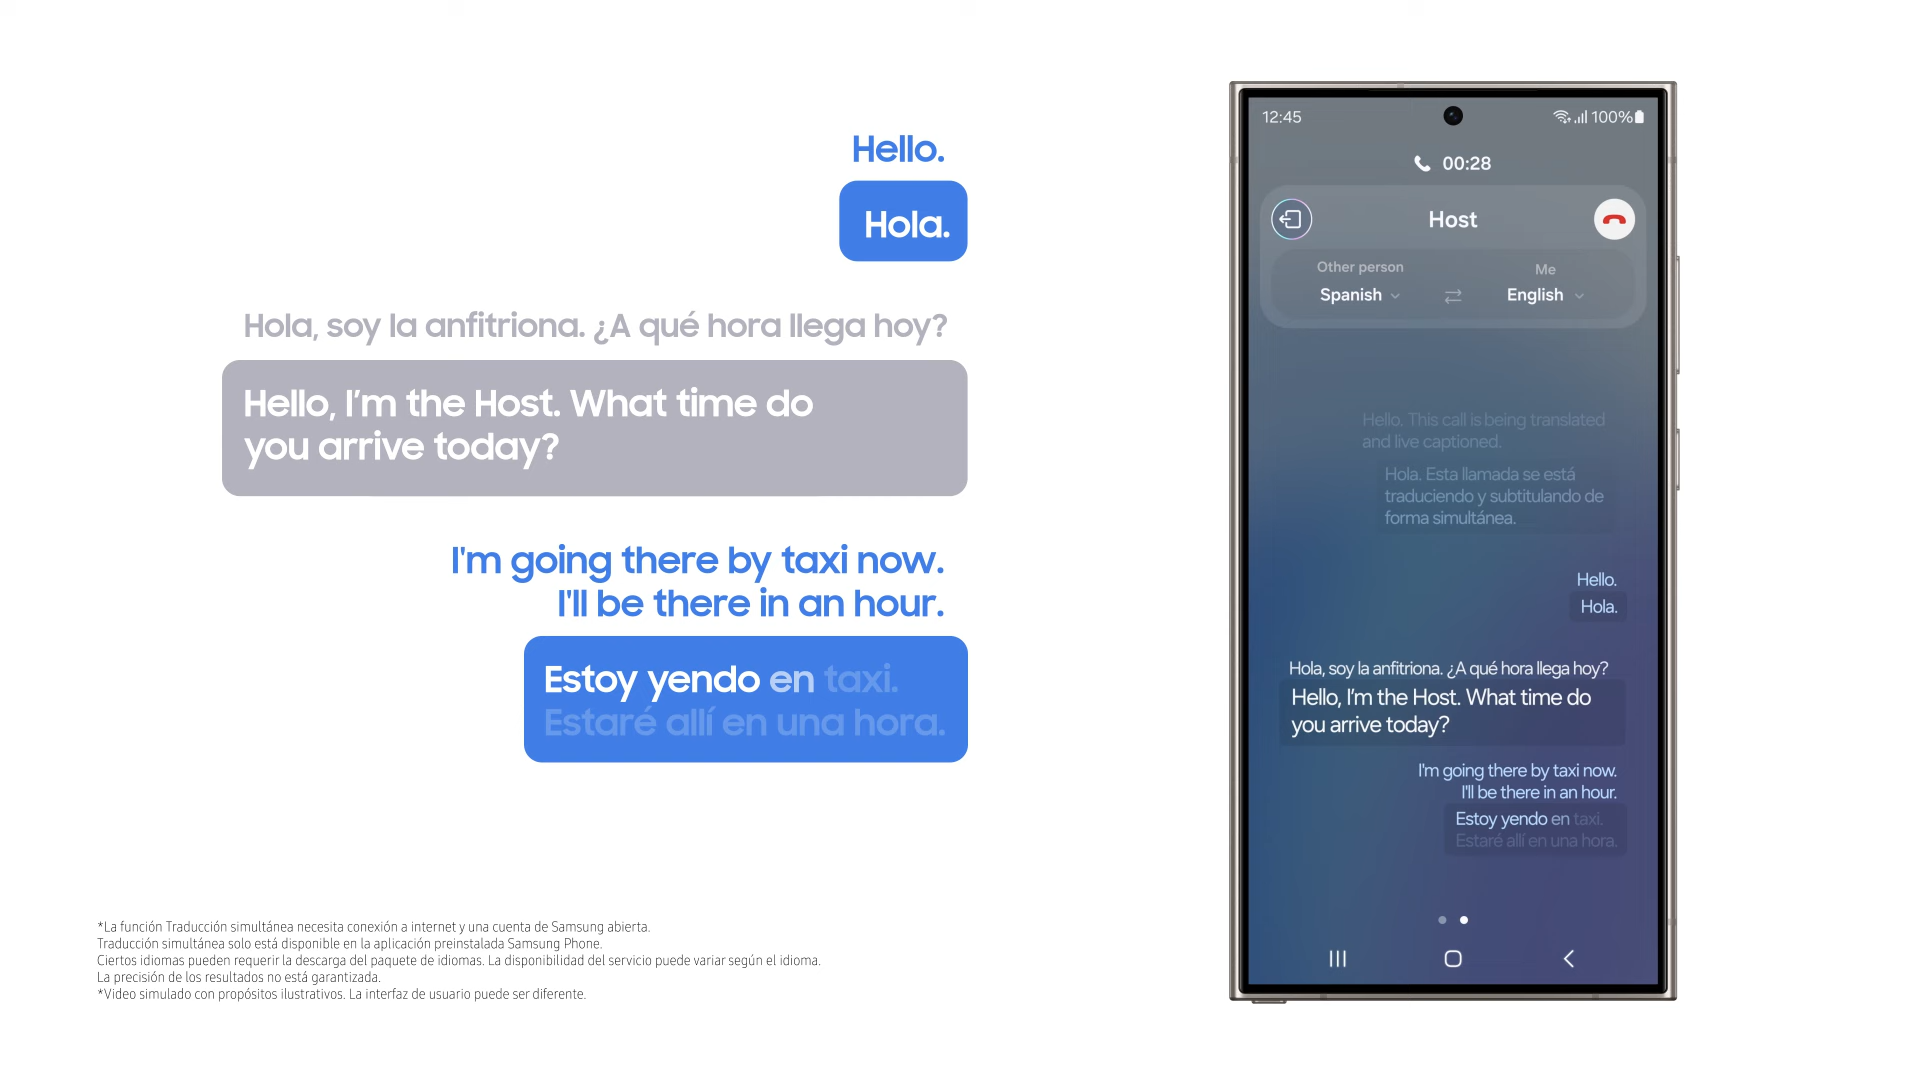 Hello.
Hola.
Hola, soy la anfitriona. ¿A qué hora llega hoy?
Hello, I’m the Host. What time do
you arrive today?
I'm going there by taxi now.
I'll be there in an hour.
Estoy yendo en taxi.
Estaré allí en una hora.
*La función Traducción simultánea necesita conexión a internet y una cuenta de Samsung abierta.
Traducción simultánea solo está disponible en la aplicación preinstalada Samsung Phone.
Ciertos idiomas pueden requerir la descarga del paquete de idiomas. La disponibilidad del servicio puede variar según el idioma.
La precisión de los resultados no está garantizada.
*Video simulado con propósitos ilustrativos. La interfaz de usuario puede ser diferente.
12:45
100%
00:28
Host
Other person
Me
Spanish
English
Hello, This call is being translated
and live captioned.
Hola. Esta llamada se está
traduciendo y subtitulando de
forma simultánea.
Hello.
Hola.
Hola, soy la anfitriona. ¿A qué hora llega hoy?
Hello, I’m the Host. What time do
you arrive today?
I'm going there by taxi now.
I'll be there in an hour.
Estoy yendo en taxi.
Estaré allí en una hora.